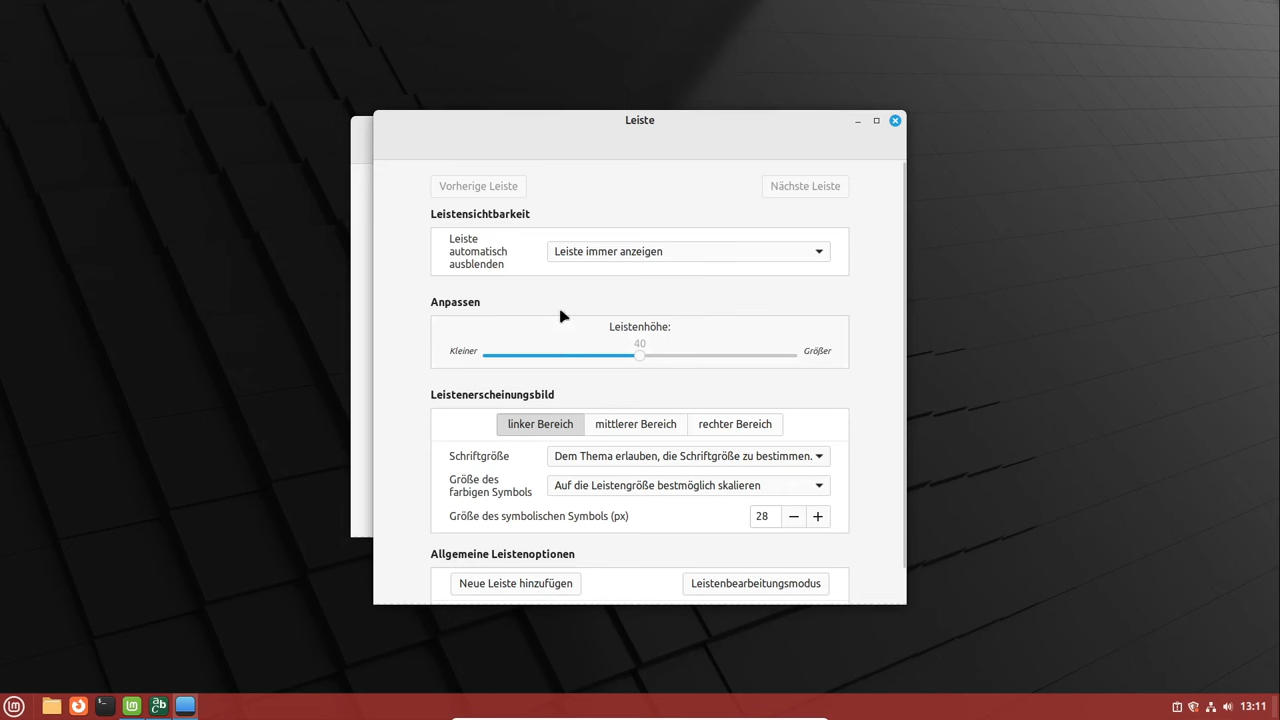 Leiste
Vorherige Leiste
Nächste Leiste
Leistensichtbarkeit
Leiste
automatisch
ausblenden
Leiste immer anzeigen
Anpassen
Leistenhöhe:
40
Kleiner
Größer
Leistenerscheinungsbild
linker Bereich
mittlerer Bereich
rechter Bereich
Schriftgröße
Dem Thema erlauben, die Schriftgröße zu bestimmen.
Größe des
farbigen Symbols
Auf die Leistengröße bestmöglich skalieren
Größe des symbolischen Symbols (px)
28
Allgemeine Leistenoptionen
Neue Leiste hinzufügen
Leistenbearbeitungsmodus
13:11